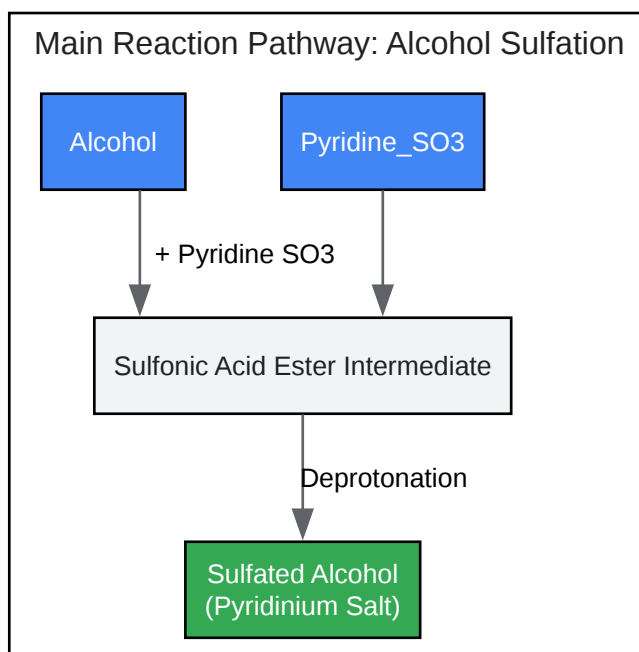 Main Reaction Pathway: Alcohol Sulfation
Alcohol
Pyridine_SO3
+ Pyridine SO3
Sulfonic Acid Ester Intermediate
Deprotonation
Sulfated Alcohol
(Pyridinium Salt)